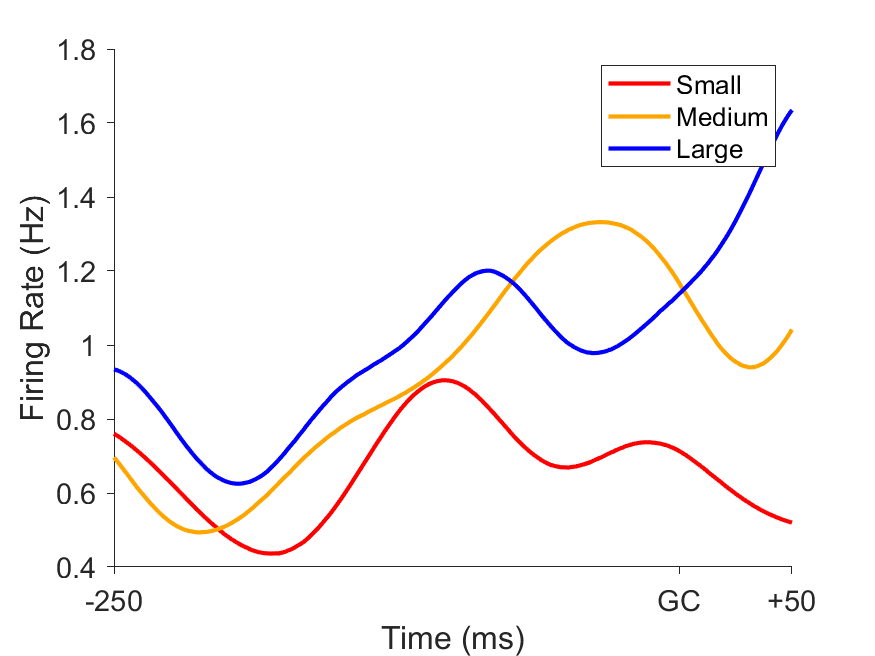 1.8
1.6
1.4
1.2
1
0.8
0.6
0.4
Firing Rate (Hz)
Small
Medium
Large
-250
GC
+50
Time (ms)